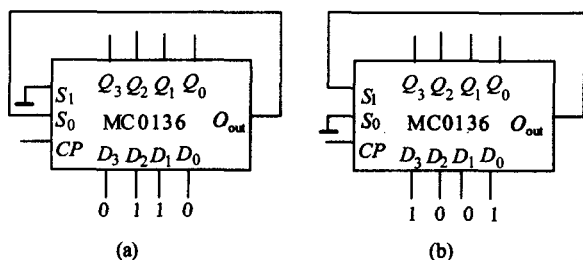 Q3 Q2 Q1 Q0
S1
S0 MC0136 Oout
CP D3 D2 D1 D0
0 1 1 0
(a)
Q3 Q2 Q1 Q0
S1
S0 MC0136 Oout
CP D3 D2 D1 D0
1 0 0 1
(b)